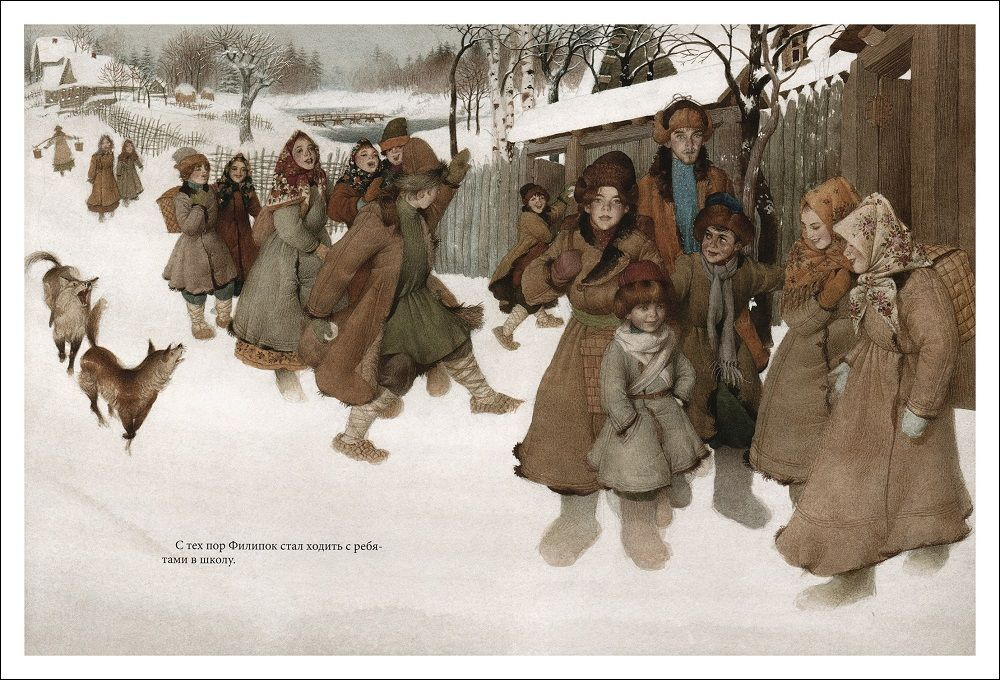 С тех пор Филипок стал ходить с ребя-
тами в школу.